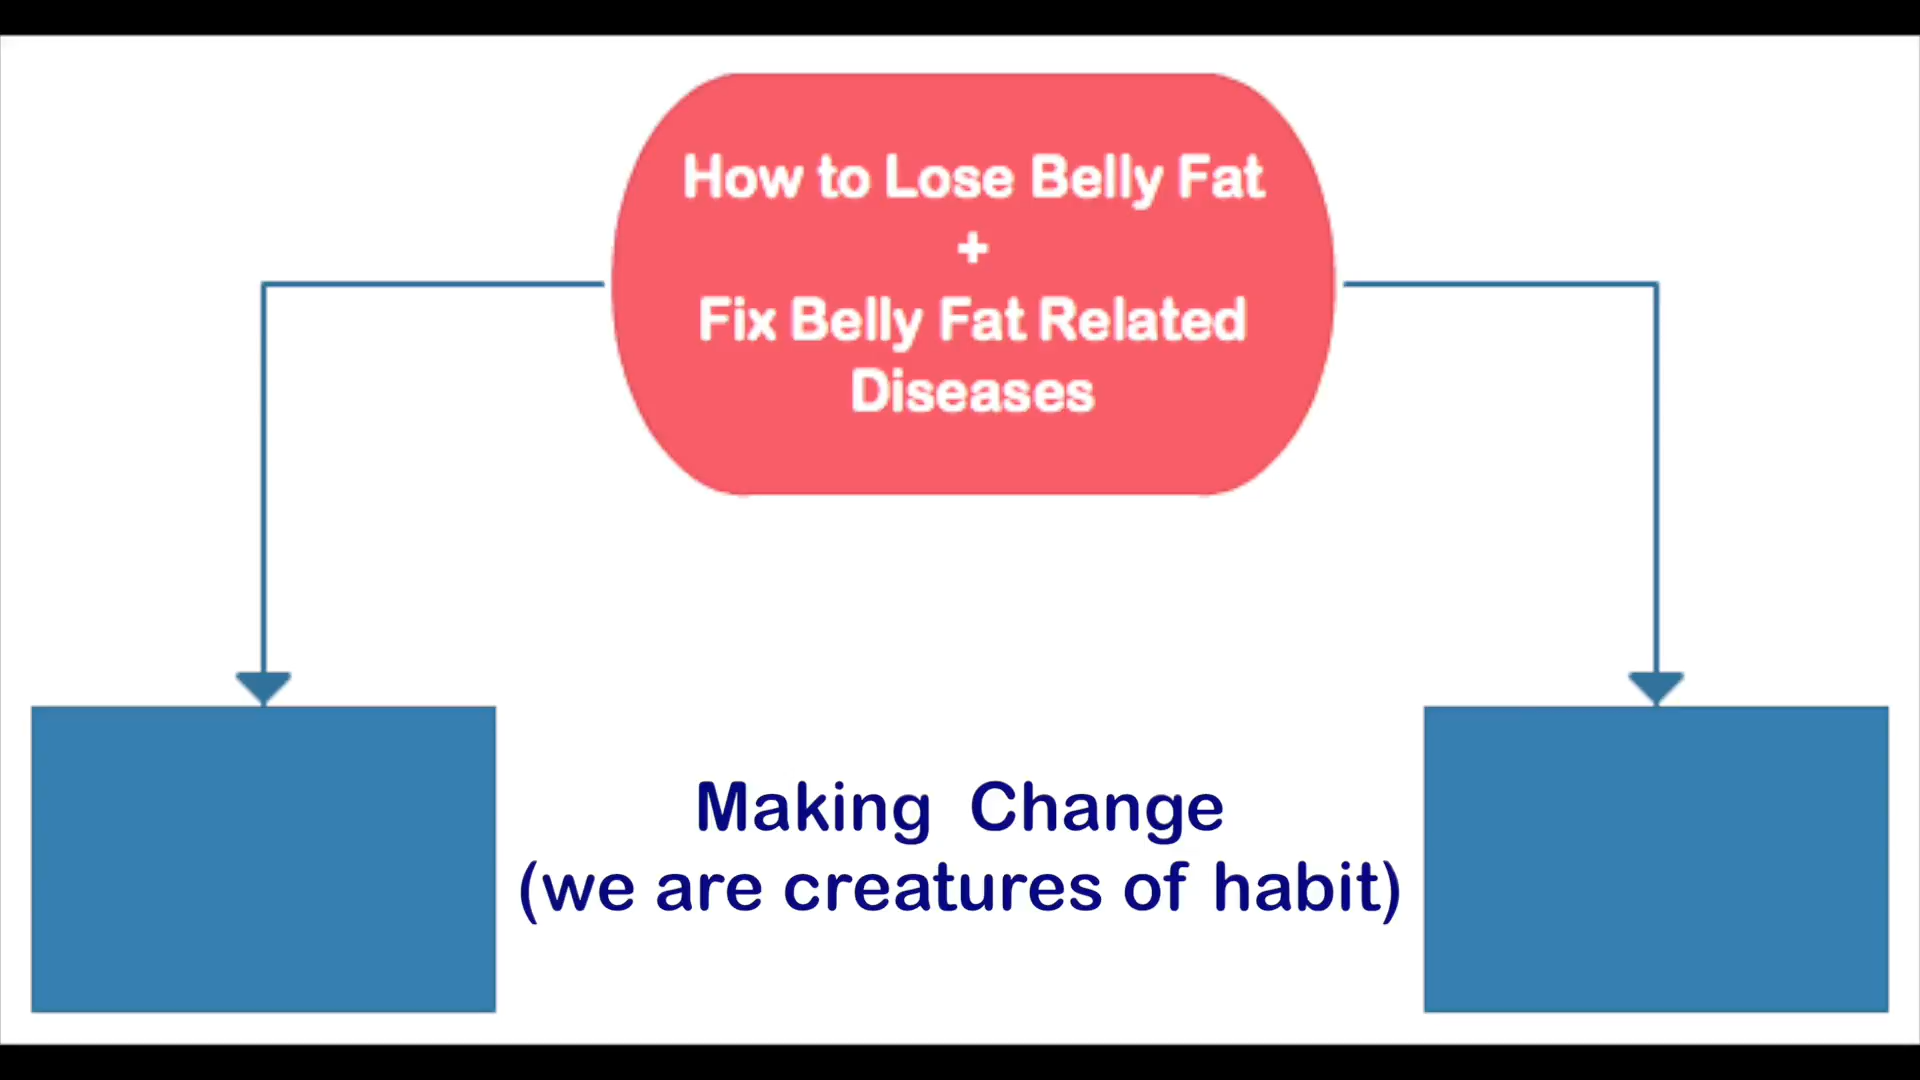 How to Lose Belly Fat
+
Fix Belly Fat Related
Diseases
Making Change
(we are creatures of habit)